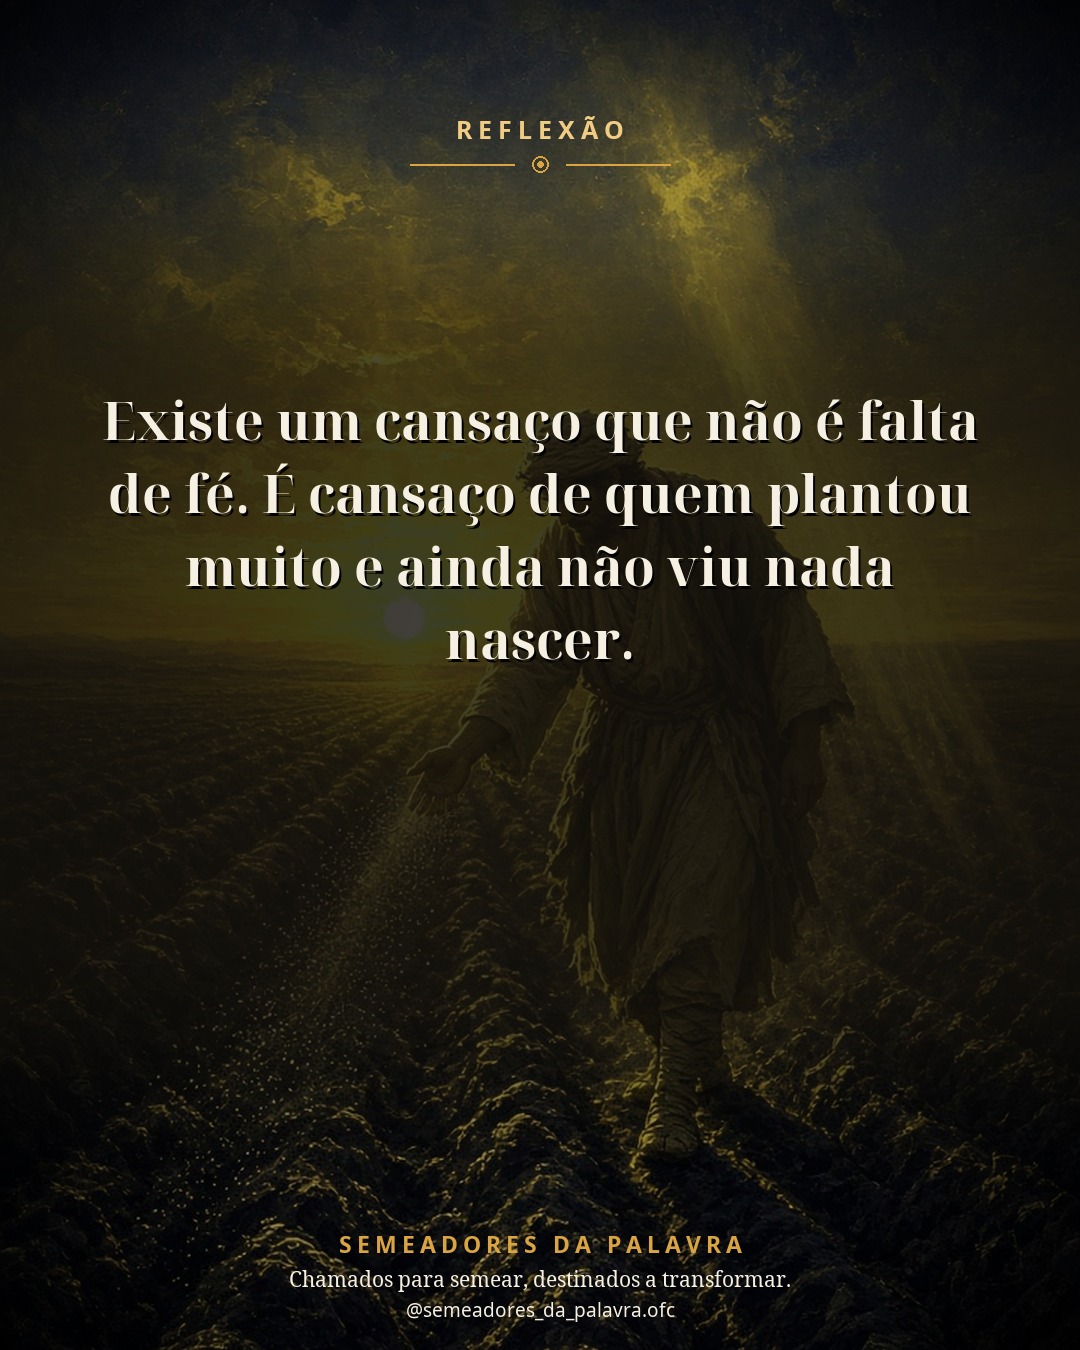 REFLEXÃO
Existe um cansaço que não é falta
de fé. É cansaço de quem plantou
muito e ainda não viu nada
nascer.
SEMEADORES DA PALAVRA
Chamados para semear, destinados a transformar.
@semeadores_da_palavra.ofc